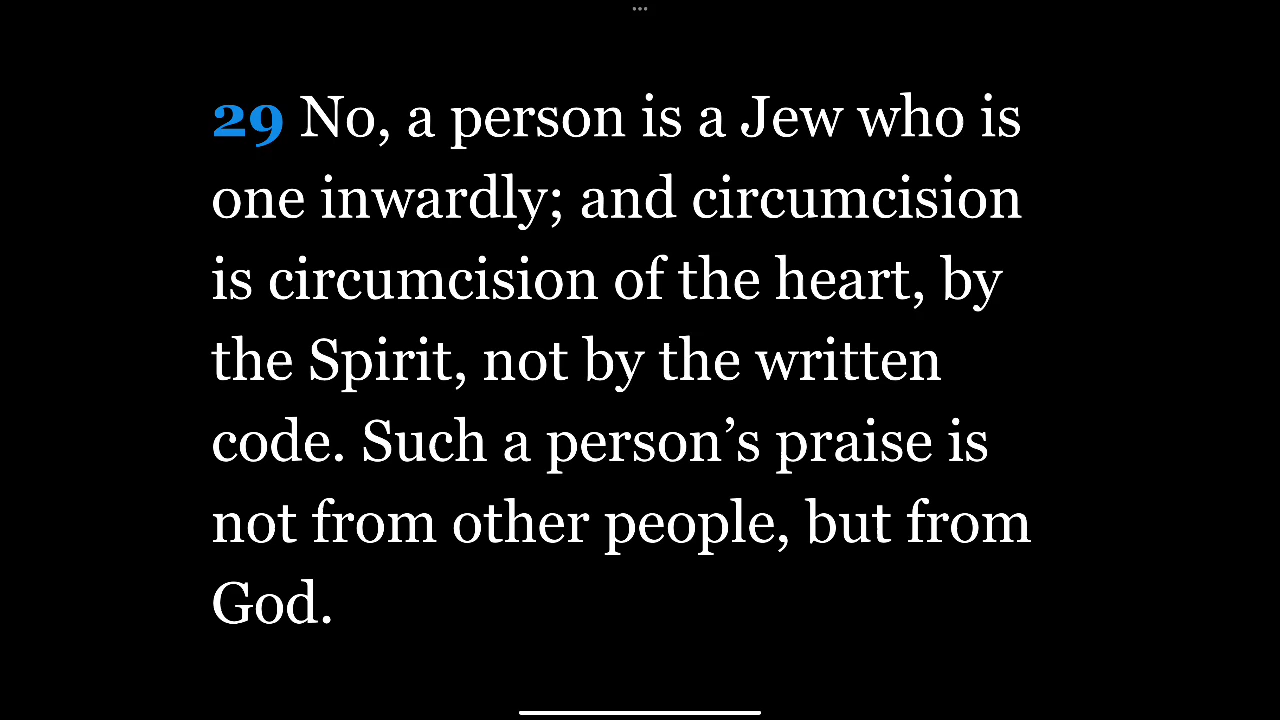 29 No, a person is a Jew who is
one inwardly; and circumcision
is circumcision of the heart, by
the Spirit, not by the written
code. Such a person’s praise is
not from other people, but from
God.